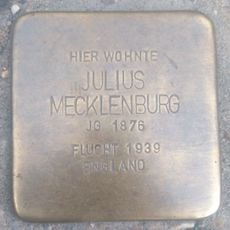 HIER WOHNTE
JULIUS
MECKLENBURG
JG 1876
FLUCHT 1939
ENGLAND